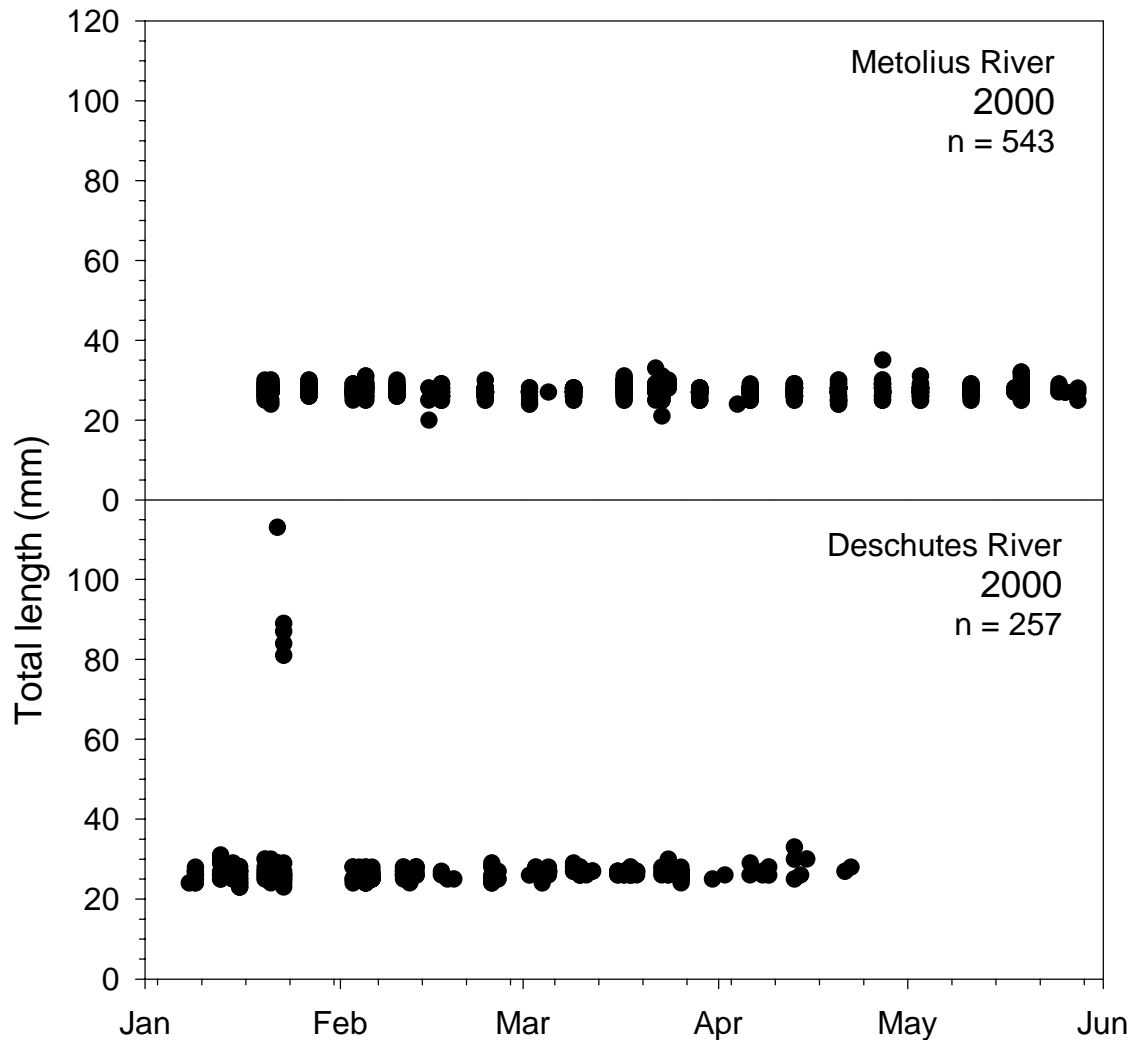 120
Metolius River
100
2000
n = 543
80
60
40
20
0
Total length (mm)
Deschutes River
100
2000
n = 257
80
60
40
20
0
Jan Feb Mar Apr May Jun